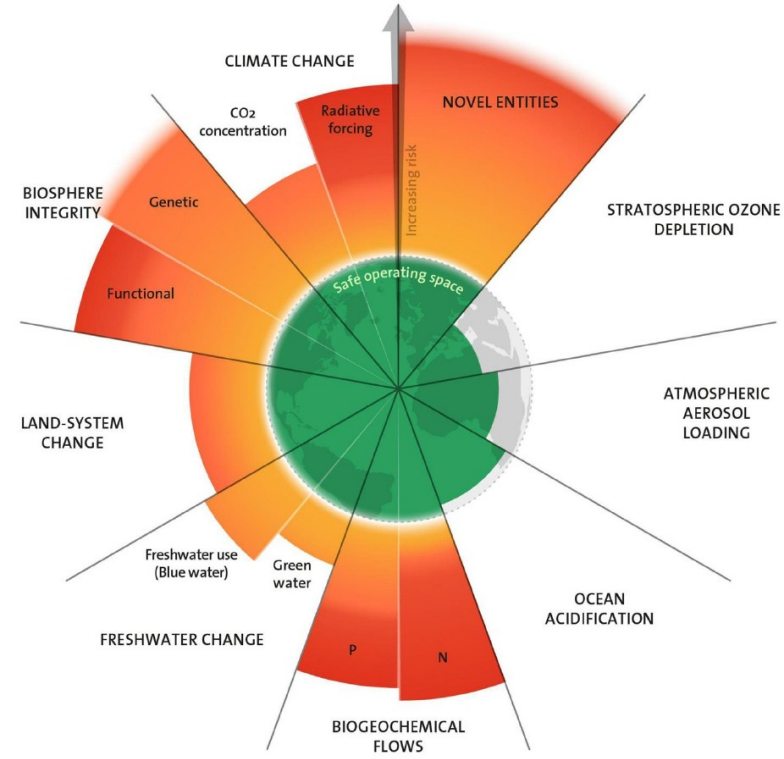 CLIMATE CHANGE
CO2
concentration
Radiative
forcing
NOVEL ENTITIES
Increasing risk
STRATOSPHERIC OZONE
DEPLETION
BIOSPHERE
INTEGRITY
Genetic
Functional
Safe operating space
ATMOSPHERIC
AEROSOL
LOADING
LAND-SYSTEM
CHANGE
Freshwater use
(Blue water)
Green
water
FRESHWATER CHANGE
P
N
OCEAN
ACIDIFICATION
BIOGEOCHEMICAL
FLOWS